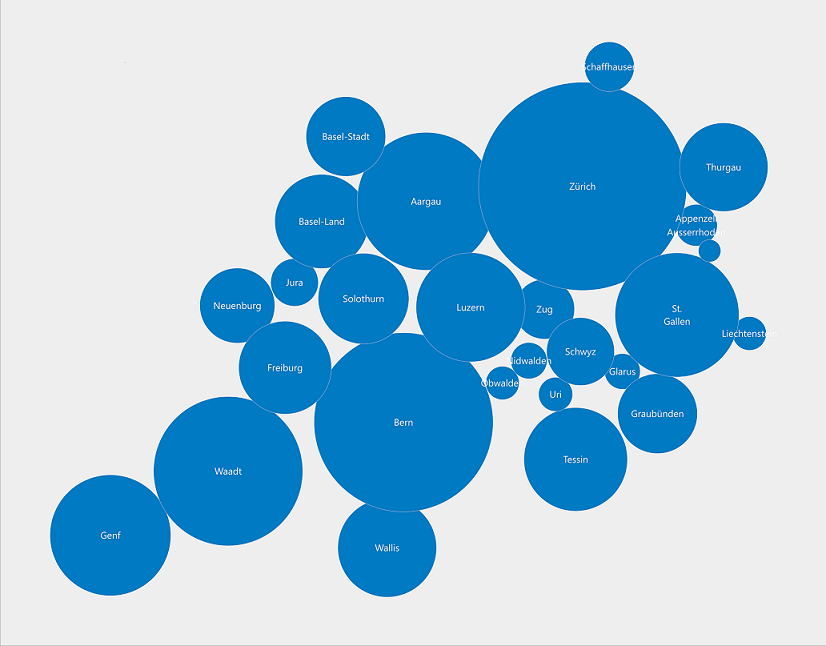 Schaffhausen
Basel-Stadt
Thurgau
Zürich
Aargau
Basel-Land
Appenzell
Ausserrhoden
Jura
Solothurn
Neuenburg
Luzern
Zug
St.
Gallen
Liechtenstein
Schwyz
Nidwalden
Freiburg
Glarus
Obwalde
Uri
Graubünden
Bern
Tessin
Waadt
Genf
Wallis